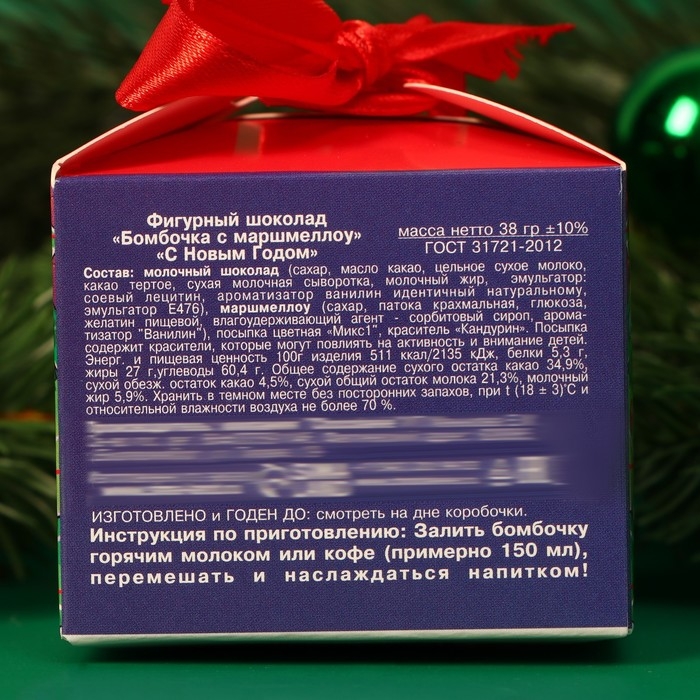 Фигурный шоколад
«Бомбочка с маршмеллоу»
«С Новым Годом»
масса нетто 38 гр ±10%
ГОСТ 31721-2012
Состав: молочный шоколад (сахар, масло какао, цельное сухое молоко,
какао тертое, сухая молочная сыворотка, молочный жир, эмульгатор:
соевый лецитин, ароматизатор ванилин идентичный натуральному,
эмульгатор Е476), маршмеллоу (сахар, патока крахмальная, глюкоза,
желатин пищевой, влагоудерживающий агент - сорбитовый сироп, арома-
тизатор "Ванилин"), посыпка цветная «Микс1", краситель «Кандурин». Посыпка
содержит красители, которые могут повлиять на активность и внимание детей.
Энерг. и пищевая ценность 100г изделия 511 ккал/2135 кДж, белки 5,3 г,
жиры 27 г,углеводы 60,4 г. Общее содержание сухого остатка какао 34,9%,
сухой обезж. остаток какао 4,5%, сухой общий остаток молока 21,3%, молочный
жир 5,9%. Хранить в темном месте без посторонних запахов, при t (18 ± 3)°С и
относительной влажности воздуха не более 70 %.
ИЗГОТОВЛЕНО и ГОДЕН ДО: смотреть на дне коробочки.
Инструкция по приготовлению: Залить бомбочку
горячим молоком или кофе (примерно 150 мл),
перемешать и наслаждаться напитком!